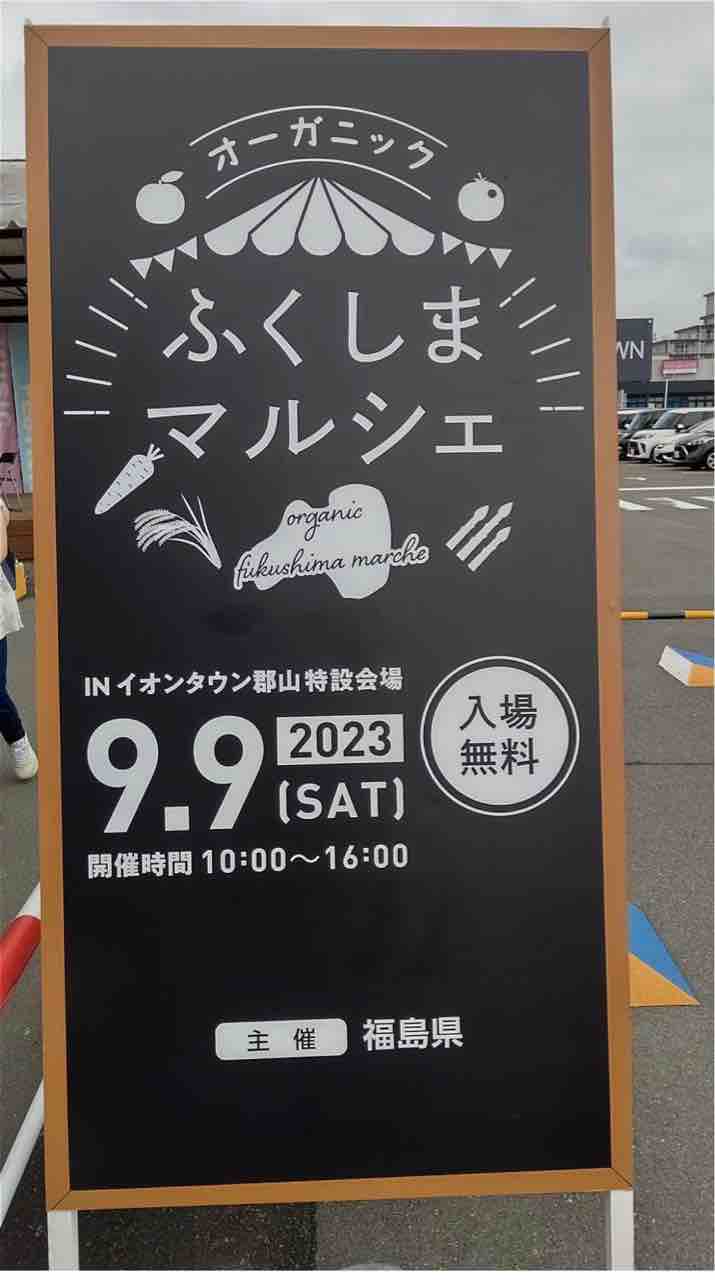 オーガニック
ふくしま
マルシェ
organic
fukushima marche
IN イオンタウン郡山 特設会場
9.9 2023 (SAT)
入場
無料
開催時間 10:00～16:00
主催 福島県
WN